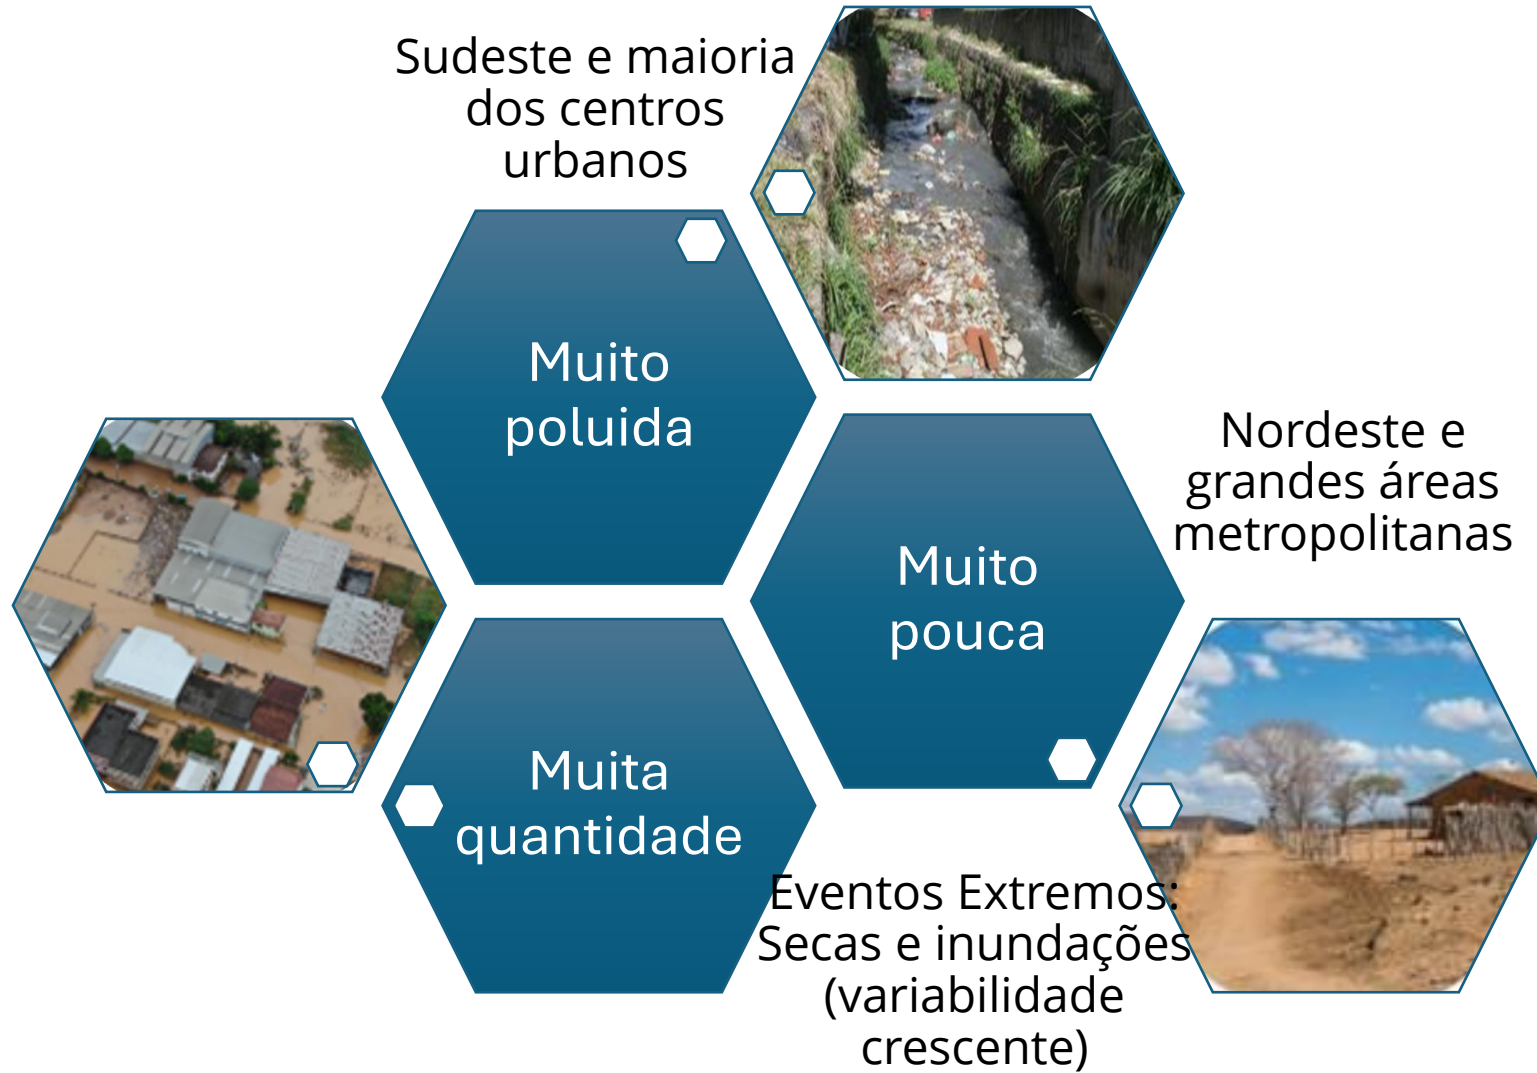 Sudeste e maioria
dos centros
urbanos
Muito
poluida
Nordeste e
grandes áreas
metropolitanas
Muito
pouca
Muita
quantidade
Eventos Extremos:
Secas e inundações
(variabilidade
crescente)